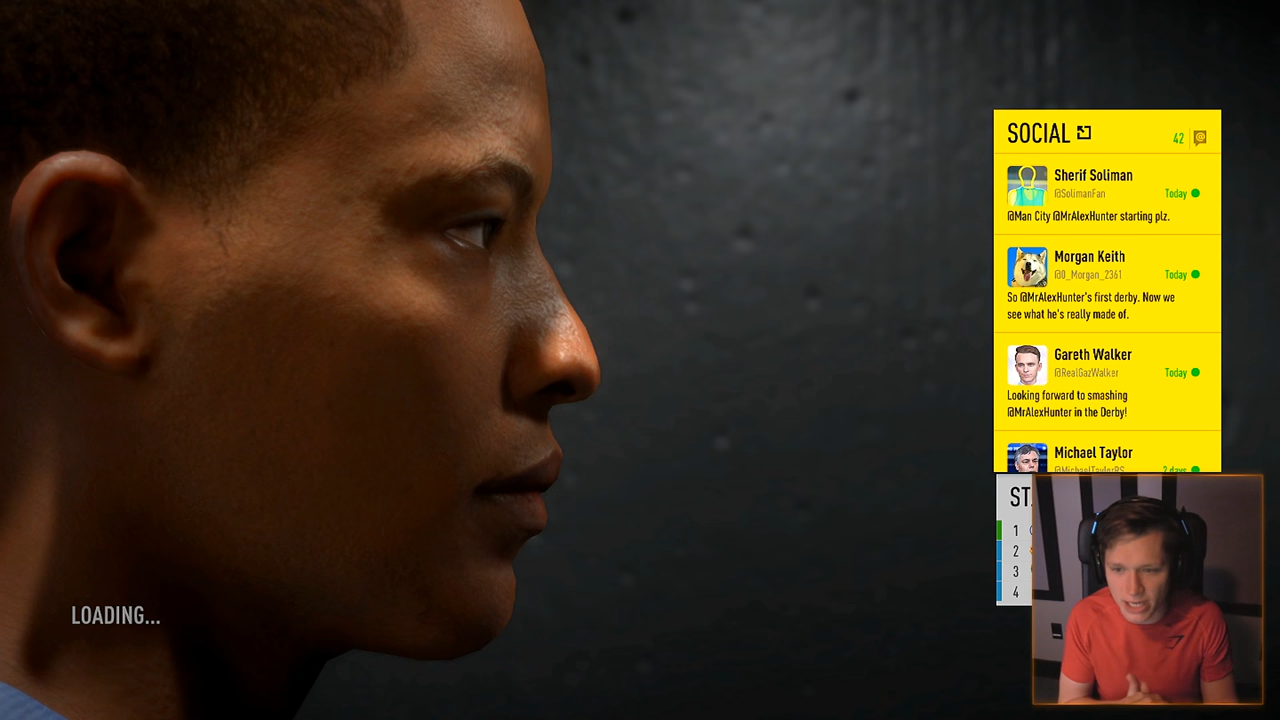 SOCIAL
42
Sherif Soliman
@SolimanFan
Today
@Man City @MrAlexHunter starting plz.
Morgan Keith
@0_Morgan_2361
Today
So @MrAlexHunter's first derby. Now we
see what he's really made of.
Gareth Walker
@RealGazWalker
Today
Looking forward to smashing
@MrAlexHunter in the Derby!
Michael Taylor
@MichaelTaylorBS
2 days
1
2
3
4
LOADING...